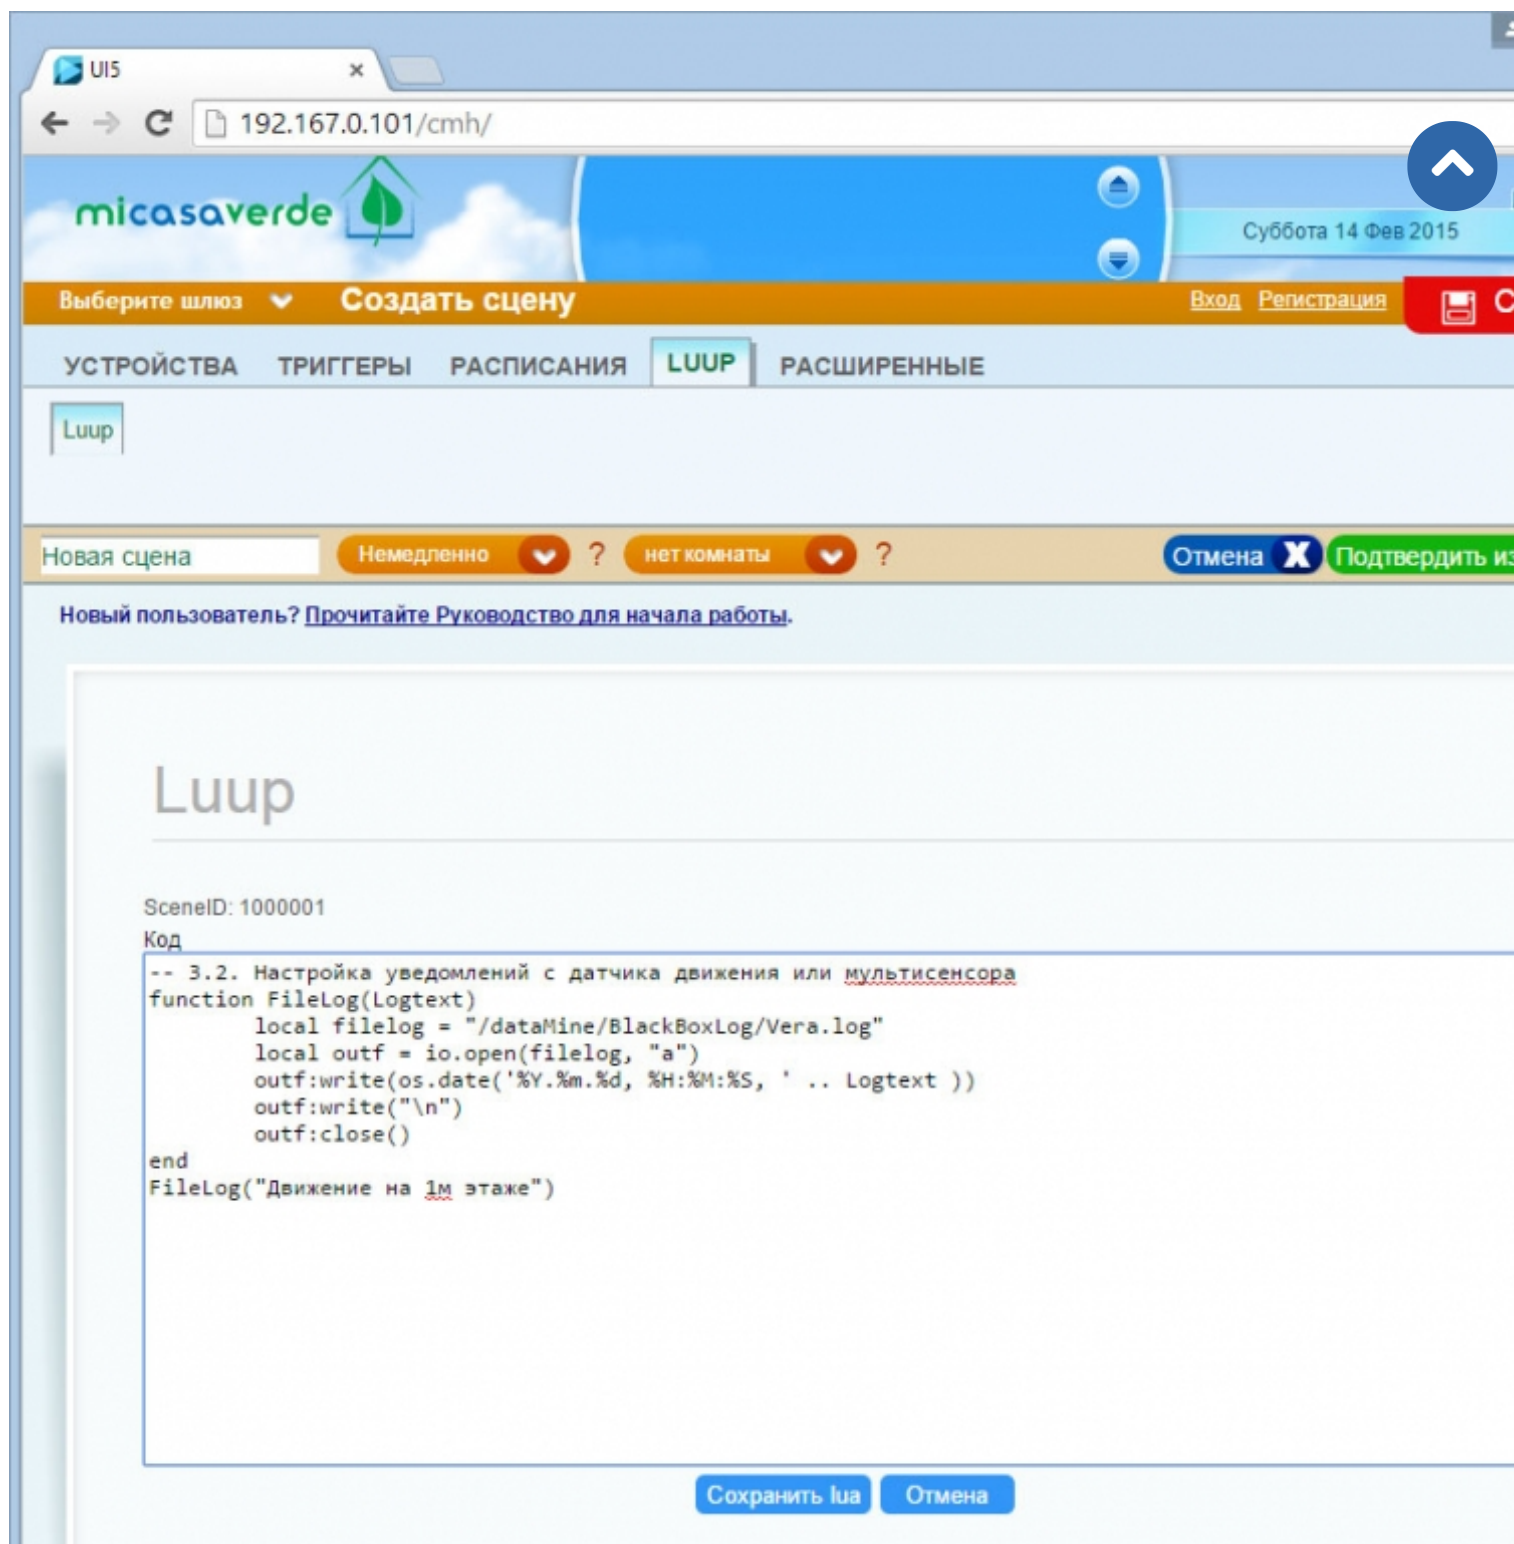 UI5
192.167.0.101/cmh/
micasaverde
Суббота 14 Фев 2015
Выберите шлюз Создать сцену Вход Регистрация С
УСТРОЙСТВА ТРИГГЕРЫ РАСПИСАНИЯ LUUP РАСШИРЕННЫЕ
Luup
Новая сцена Немедленно ? нет комнаты ? Отмена X Подтвердить из
Новый пользователь? Прочитайте Руководство для начала работы.
Luup
SceneID: 1000001
Код
-- 3.2. Настройка уведомлений с датчика движения или мультисенсора
function FileLog(Logtext)
local filelog = "/dataMine/BlackBoxLog/Vera.log"
local outf = io.open(filelog, "a")
outf:write(os.date('%Y.%m.%d, %H:%M:%S, ' .. Logtext ))
outf:write("\n")
outf:close()
end
FileLog("Движение на 1м этаже")
Сохранить lua Отмена